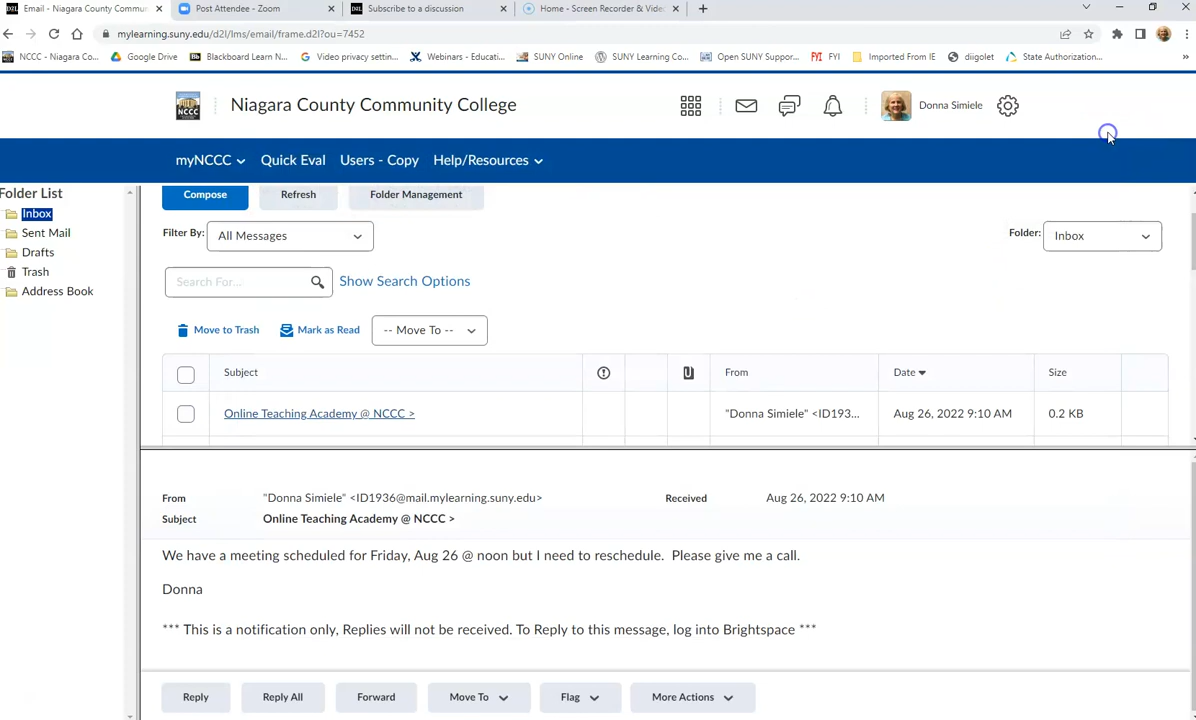 Email - Niagara County Commun
Post Attendee - Zoom
Subscribe to a discussion
Home - Screen Recorder & Vide
mylearning.suny.edu/d2l/lms/email/frame.d2l?ou=7452
NCCC - Niagara Co...
Google Drive
Blackboard Learn N...
Video privacy settin...
Webinars - Educati...
SUNY Online
SUNY Learning Co...
Open SUNY Suppor...
FYI
Imported From IE
diigolet
State Authorization...
Niagara County Community College
Donna Simiele
myNCCC
Quick Eval
Users - Copy
Help/Resources
Folder List
Inbox
Sent Mail
Drafts
Trash
Address Book
Compose
Refresh
Folder Management
Filter By:
All Messages
Folder:
Inbox
Search For...
Show Search Options
Move to Trash
Mark as Read
-- Move To --
Subject
From
Date
Size
Online Teaching Academy @ NCCC >
"Donna Simiele" <ID193...
Aug 26, 2022 9:10 AM
0.2 KB
From
"Donna Simiele" <ID1936@mail.mylearning.suny.edu>
Received
Aug 26, 2022 9:10 AM
Subject
Online Teaching Academy @ NCCC >
We have a meeting scheduled for Friday, Aug 26 @ noon but I need to reschedule. Please give me a call.
Donna
*** This is a notification only, Replies will not be received. To Reply to this message, log into Brightspace ***
Reply
Reply All
Forward
Move To
Flag
More Actions